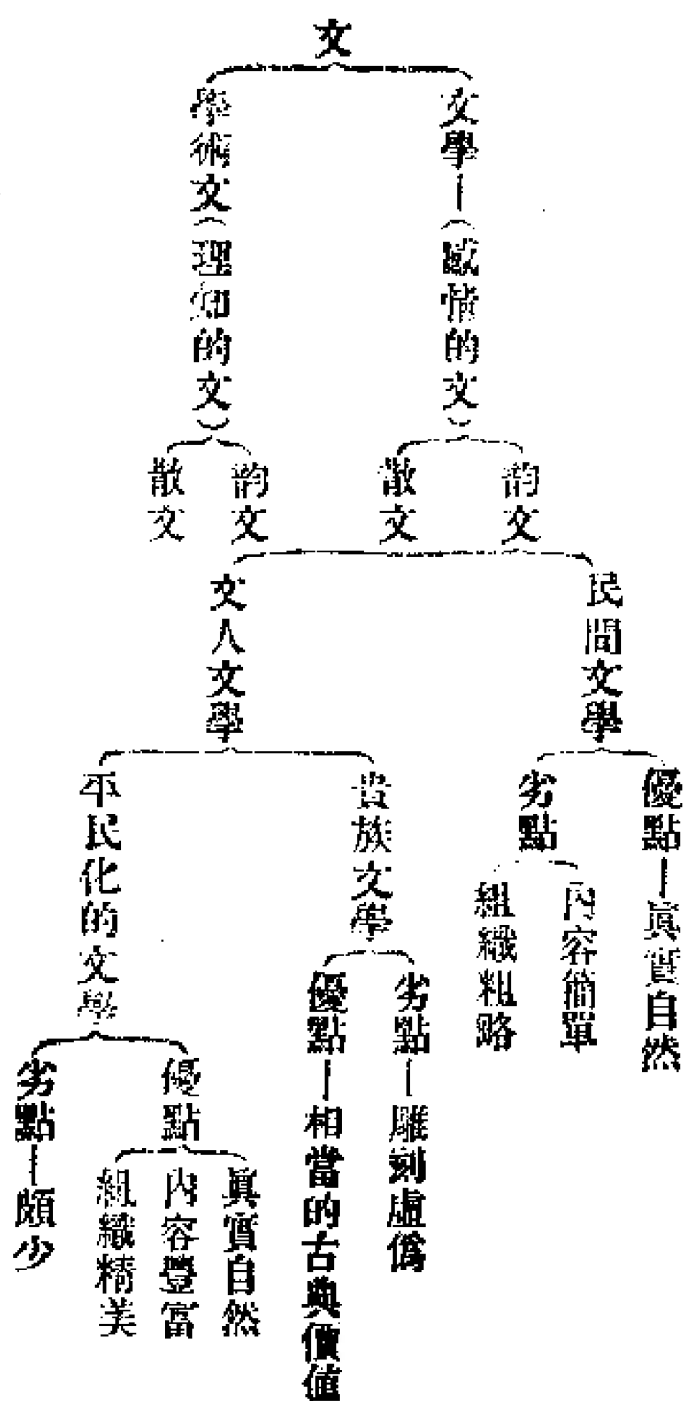 文
文學—(感情的文)
學術文(理知的文)
韵文
散文
韵文
散文
民間文學
文人文學
優點—眞實自然
劣點
內容簡單
組織粗略
貴族文學
劣點—雕刻虛僞
優點—相當的古典價値
平民化的文學
優點
眞實自然
內容豐富
組織精美
劣點—頗少